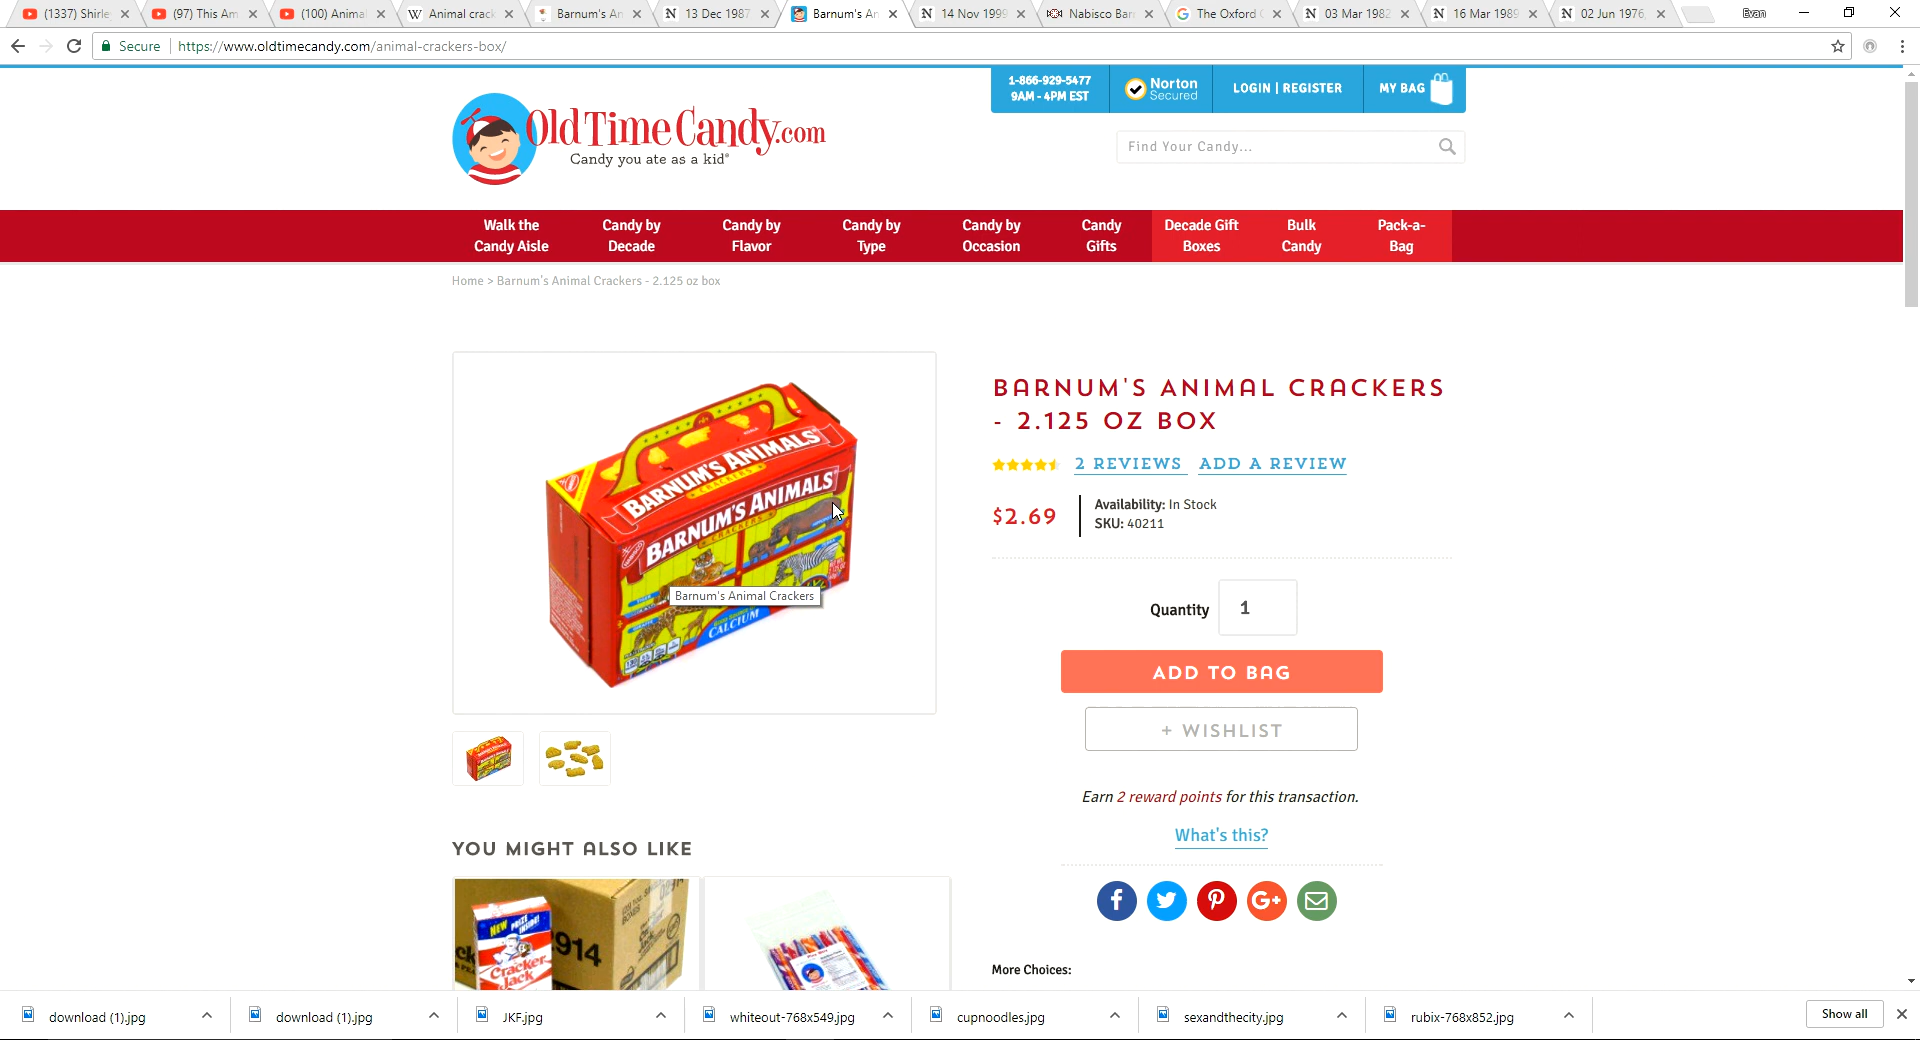 (1337) Shirle
(97) This Am
(100) Animal
Animal crack
Barnum's An
13 Dec 1987
Barnum's An
14 Nov 1999
Nabisco Bar
The Oxford
03 Mar 1982
16 Mar 1989
02 Jun 1976,
Evan
Secure
https://www.oldtimecandy.com/animal-crackers-box/
1-866-929-5477
9AM - 4PM EST
Norton
Secured
LOGIN | REGISTER
MY BAG
OldTimeCandy.com
Candy you ate as a kid®
Find Your Candy...
Walk the
Candy Aisle
Candy by
Decade
Candy by
Flavor
Candy by
Type
Candy by
Occasion
Candy
Gifts
Decade Gift
Boxes
Bulk
Candy
Pack-a-
Bag
Home > Barnum's Animal Crackers - 2.125 oz box
BARNUM'S ANIMALS
CRACKERS
BARNUM'S ANIMALS
CRACKERS
CALCIUM
Barnum's Animal Crackers
BARNUM'S ANIMAL CRACKERS
- 2.125 OZ BOX
2 REVIEWS
ADD A REVIEW
$2.69
Availability: In Stock
SKU: 40211
Quantity
1
ADD TO BAG
+ WISHLIST
Earn 2 reward points for this transaction.
What's this?
YOU MIGHT ALSO LIKE
NEW PRIZE
INSIDE!
Cracker
Jack
914
More Choices:
download (1).jpg
download (1).jpg
JKF.jpg
whiteout-768x549.jpg
cupnoodles.jpg
sexandthecity.jpg
rubix-768x852.jpg
Show all